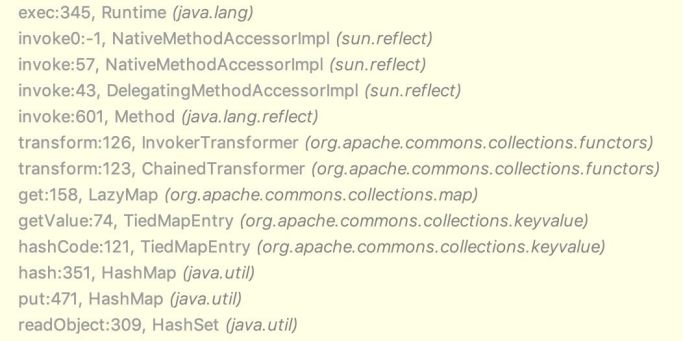 exec:345, Runtime (java.lang)
invoke0:-1, NativeMethodAccessorImpl (sun.reflect)
invoke:57, NativeMethodAccessorImpl (sun.reflect)
invoke:43, DelegatingMethodAccessorImpl (sun.reflect)
invoke:601, Method (java.lang.reflect)
transform:126, InvokerTransformer (org.apache.commons.collections.functors)
transform:123, ChainedTransformer (org.apache.commons.collections.functors)
get:158, LazyMap (org.apache.commons.collections.map)
getValue:74, TiedMapEntry (org.apache.commons.collections.keyvalue)
hashCode:121, TiedMapEntry (org.apache.commons.collections.keyvalue)
hash:351, HashMap (java.util)
put:471, HashMap (java.util)
readObject:309, HashSet (java.util)